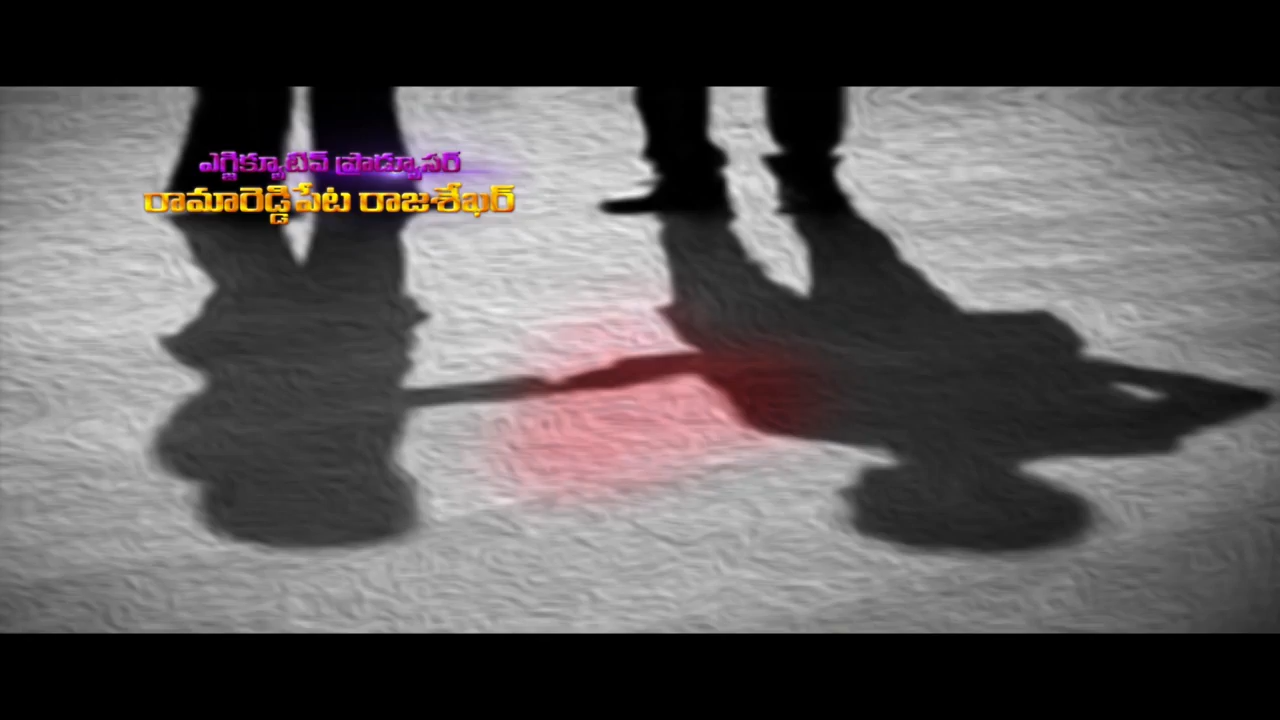 ఎగ్జిక్యూటివ్ ప్రొడ్యూసర్
రామారెడ్డిపేట రాజశేఖర్